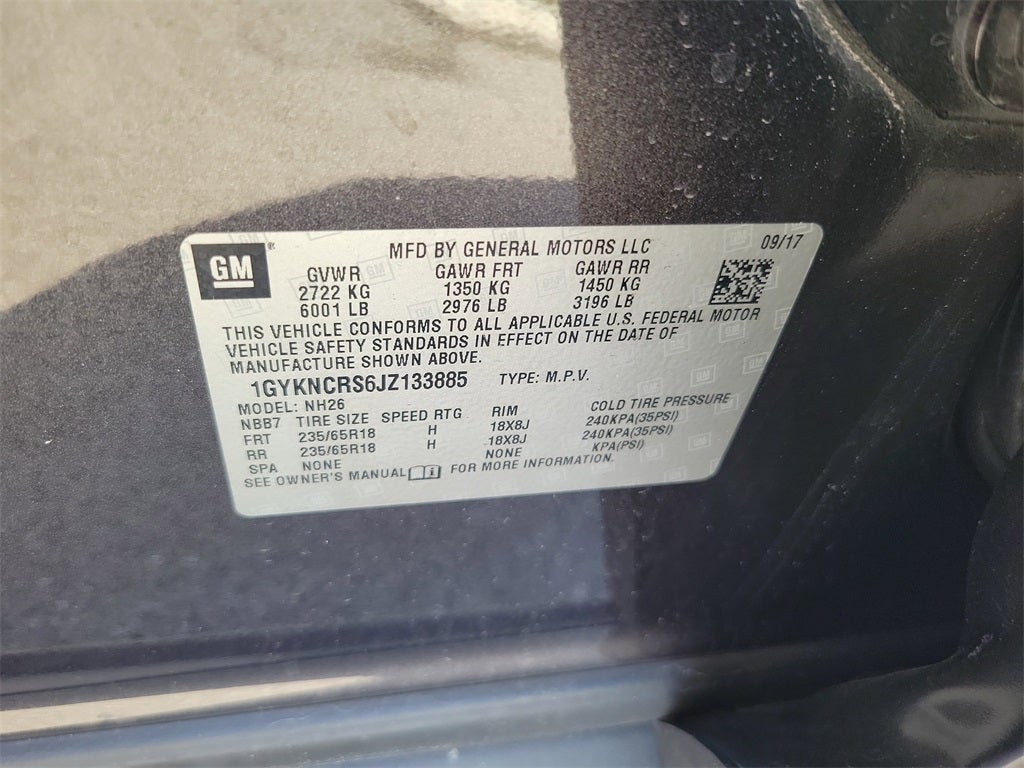 GM®
MFD BY GENERAL MOTORS LLC 09/17
GVWR GAWR FRT GAWR RR
2722 KG 1350 KG 1450 KG
6001 LB 2976 LB 3196 LB
THIS VEHICLE CONFORMS TO ALL APPLICABLE U.S. FEDERAL MOTOR
VEHICLE SAFETY STANDARDS IN EFFECT ON THE DATE OF
MANUFACTURE SHOWN ABOVE.
1GYKNCRS6JZ133885 TYPE: M.P.V.
MODEL: NH26 COLD TIRE PRESSURE
NBB7 TIRE SIZE SPEED RTG RIM
FRT 235/65R18 H 18X8J 240KPA(35PSI)
RR 235/65R18 H 18X8J 240KPA(35PSI)
SPA NONE NONE KPA(PSI)
SEE OWNER'S MANUAL FOR MORE INFORMATION.